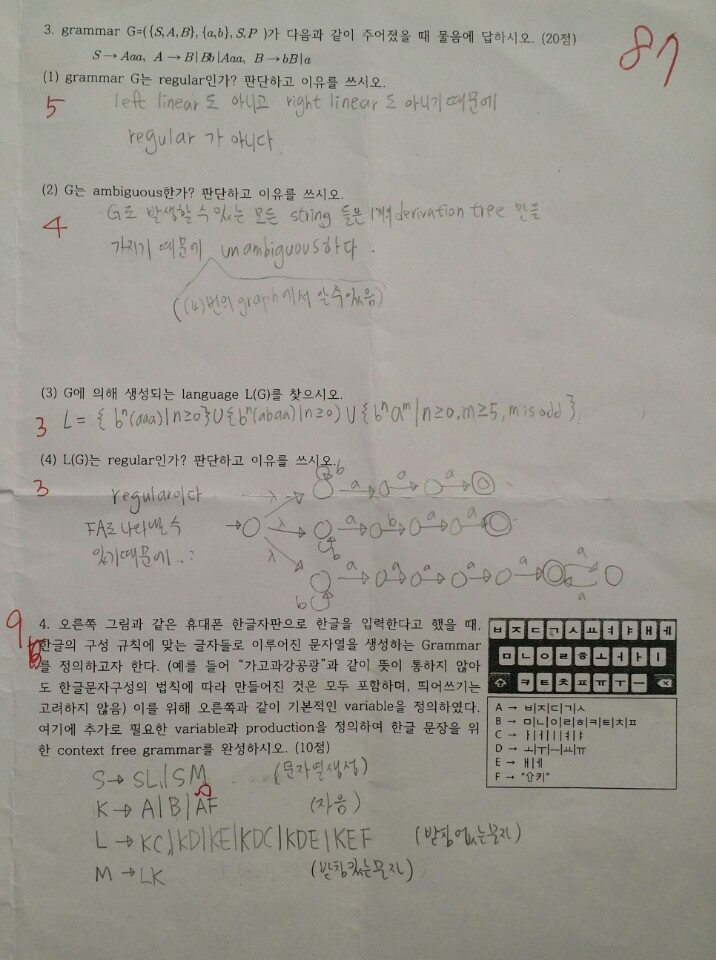 3. grammar G=({S,A,B}, {a,b}, S,P )가 다음과 같이 주어졌을 때 물음에 답하시오. (20점)
87
S → Aaa, A → B|Bb|Aaa, B → bB|a
(1) grammar G는 regular인가? 판단하고 이유를 쓰시오.
5 left linear도 아니고 right linear도 아니기때문에
regular가 아니다.
(2) G는 ambiguous한가? 판단하고 이유를 쓰시오.
G로 발생할수있는 모든 string 들은 1개의 derivation tree 만을
4
가지기 때문에 unambiguous하다.
((4)번의 graph에서 알수있음)
(3) G에 의해 생성되는 language L(G)를 찾으시오.
3 L = { bⁿ(aaa)|n≥0}U{bⁿ(abaa)|n≥0} U { bⁿaᵐ|n≥0, m≥5, m is odd }.
(4) L(G)는 regular인가? 판단하고 이유를 쓰시오.
3 regular이다 λ b a a a
FA로 나타낼 수 λ b a b a a
있기때문에..: λ b a a a a a a a
9 4. 오른쪽 그림과 같은 휴대폰 한글자판으로 한글을 입력한다고 했을 때,
한글의 구성 규칙에 맞는 글자들로 이루어진 문자열을 생성하는 Grammar
를 정의하고자 한다. (예를 들어 "가고과강공광"과 같이 뜻이 통하지 않아
도 한글문자구성의 법칙에 따라 만들어진 것은 모두 포함하며, 띄어쓰기는
고려하지 않음) 이를 위해 오른쪽과 같이 기본적인 variable을 정의하였다.
여기에 추가로 필요한 variable과 production을 정의하여 한글 문장을 위
한 context free grammar를 완성하시오. (10점)
ㅂ ㅈ ㄷ ㄱ ㅅ ㅛ ㅕ ㅑ ㅐ ㅔ
ㅁ ㄴ ㅇ ㄹ ㅎ ㅗ ㅓ ㅏ ㅣ
ㅋ ㅌ ㅊ ㅍ ㅠ ㅜ ㅡ
A → ㅂ|ㅈ|ㄷ|ㄱ|ㅅ
B → ㅁ|ㄴ|ㅇ|ㄹ|ㅎ|ㅋ|ㅌ|ㅊ|ㅍ
C → ㅏ|ㅓ|ㅣ|ㅕ|ㅑ
D → ㅗ|ㅜ|ㅡ|ㅛ|ㅠ
E → ㅐ|ㅔ
F → "⇧키"
S → SL|SM ... (문자열생성)
K → A|B|AF (자음)
L → KC|KD|KE|KDC|KDE|KEF (받침없는문자)
M → LK (받침있는문자)